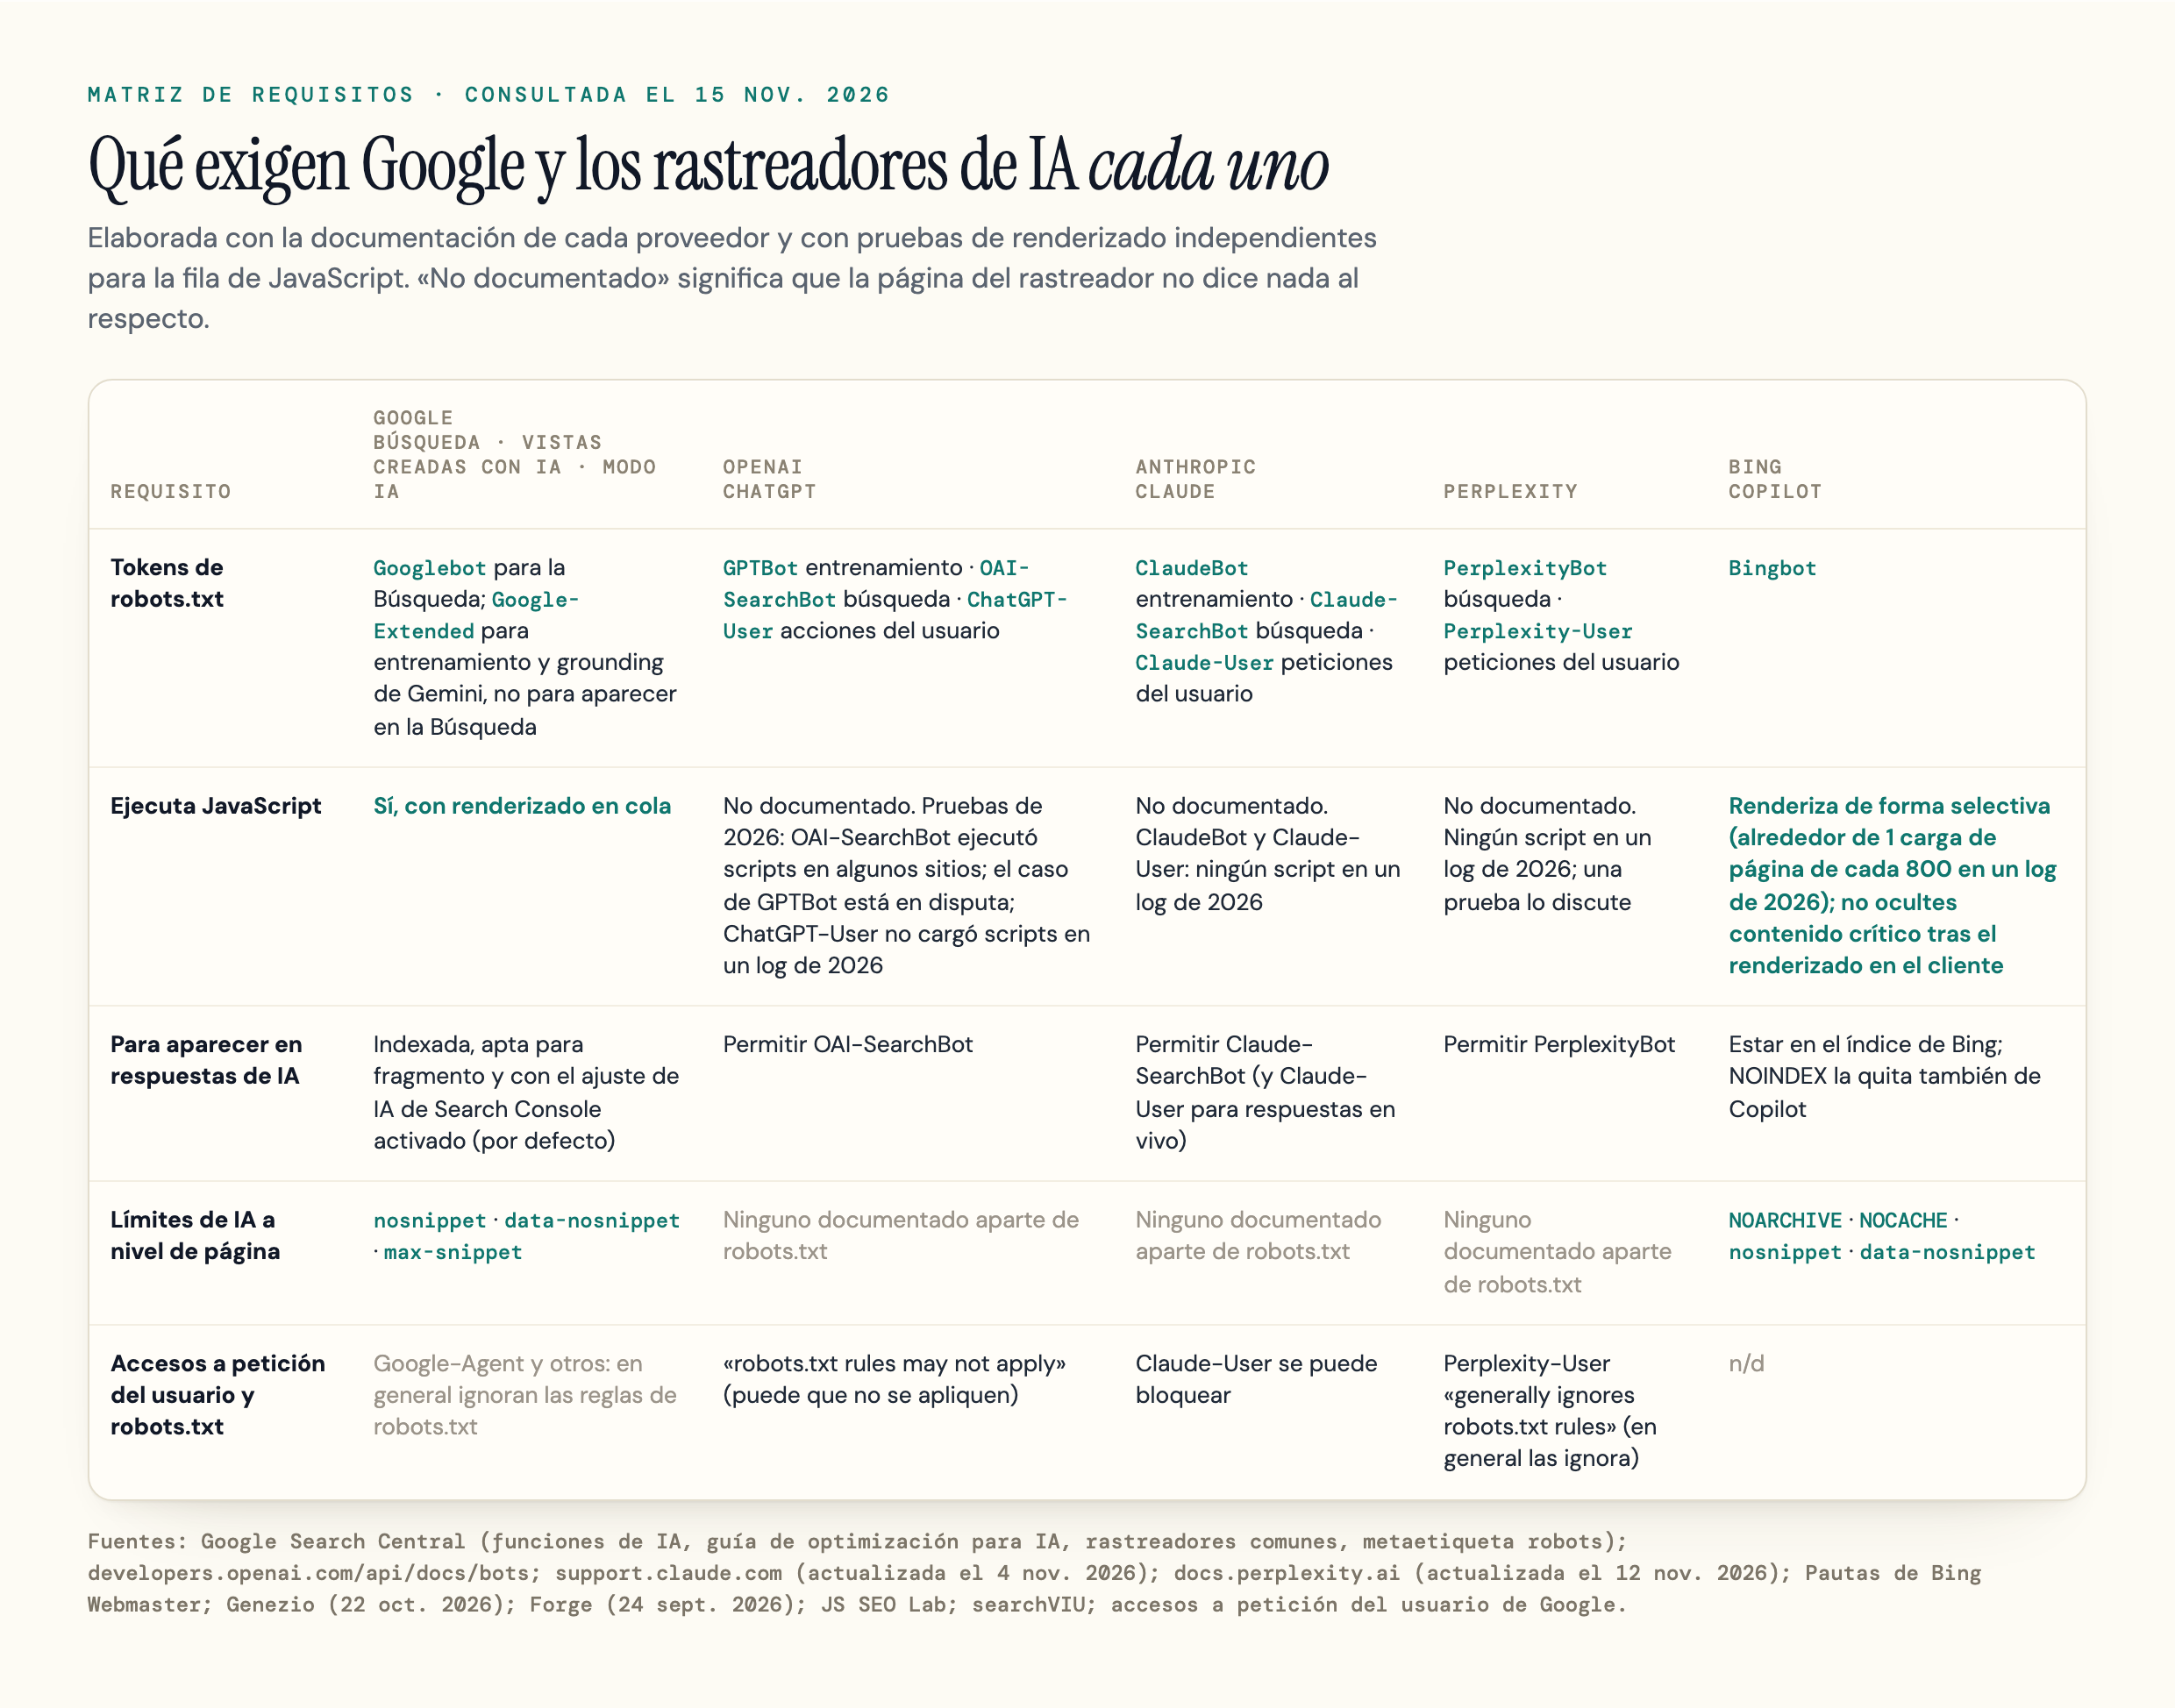 MATRIZ DE REQUISITOS · CONSULTADA EL 15 NOV. 2026
Qué exigen Google y los rastreadores de IA cada uno
Elaborada con la documentación de cada proveedor y con pruebas de renderizado independientes
para la fila de JavaScript. «No documentado» significa que la página del rastreador no dice nada al
respecto.
REQUISITO
GOOGLE
BÚSQUEDA · VISTAS
CREADAS CON IA · MODO
IA
OPENAI
CHATGPT
ANTHROPIC
CLAUDE
PERPLEXITY
BING
COPILOT
Tokens de
robots.txt
Googlebot para la
Búsqueda; Google-
Extended para
entrenamiento y grounding
de Gemini, no para aparecer
en la Búsqueda
GPTBot entrenamiento · OAI-
SearchBot búsqueda · ChatGPT-
User acciones del usuario
ClaudeBot
entrenamiento · Claude-
SearchBot búsqueda ·
Claude-User peticiones
del usuario
PerplexityBot
búsqueda ·
Perplexity-User
peticiones del usuario
Bingbot
Ejecuta JavaScript
Sí, con renderizado en cola
No documentado. Pruebas de
2026: OAI-SearchBot ejecutó
scripts en algunos sitios; el caso
de GPTBot está en disputa;
ChatGPT-User no cargó scripts en
un log de 2026
No documentado.
ClaudeBot y Claude-
User: ningún script en un
log de 2026
No documentado.
Ningún script en un
log de 2026; una
prueba lo discute
Renderiza de forma selectiva
(alrededor de 1 carga de
página de cada 800 en un log
de 2026); no ocultes
contenido crítico tras el
renderizado en el cliente
Para aparecer en
respuestas de IA
Indexada, apta para
fragmento y con el ajuste de
IA de Search Console
activado (por defecto)
Permitir OAI-SearchBot
Permitir Claude-
SearchBot (y Claude-
User para respuestas en
vivo)
Permitir PerplexityBot
Estar en el índice de Bing;
NOINDEX la quita también de
Copilot
Límites de IA a
nivel de página
nosnippet · data-nosnippet
· max-snippet
Ninguno documentado aparte de
robots.txt
Ninguno documentado
aparte de robots.txt
Ninguno
documentado aparte
de robots.txt
NOARCHIVE · NOCACHE ·
nosnippet · data-nosnippet
Accesos a petición
del usuario y
robots.txt
Google-Agent y otros: en
general ignoran las reglas de
robots.txt
«robots.txt rules may not apply»
(puede que no se apliquen)
Claude-User se puede
bloquear
Perplexity-User
«generally ignores
robots.txt rules» (en
general las ignora)
n/d
Fuentes: Google Search Central (funciones de IA, guía de optimización para IA, rastreadores comunes, metaetiqueta robots);
developers.openai.com/api/docs/bots; support.claude.com (actualizada el 4 nov. 2026); docs.perplexity.ai (actualizada el 12 nov. 2026); Pautas de Bing
Webmaster; Genezio (22 oct. 2026); Forge (24 sept. 2026); JS SEO Lab; searchVIU; accesos a petición del usuario de Google.